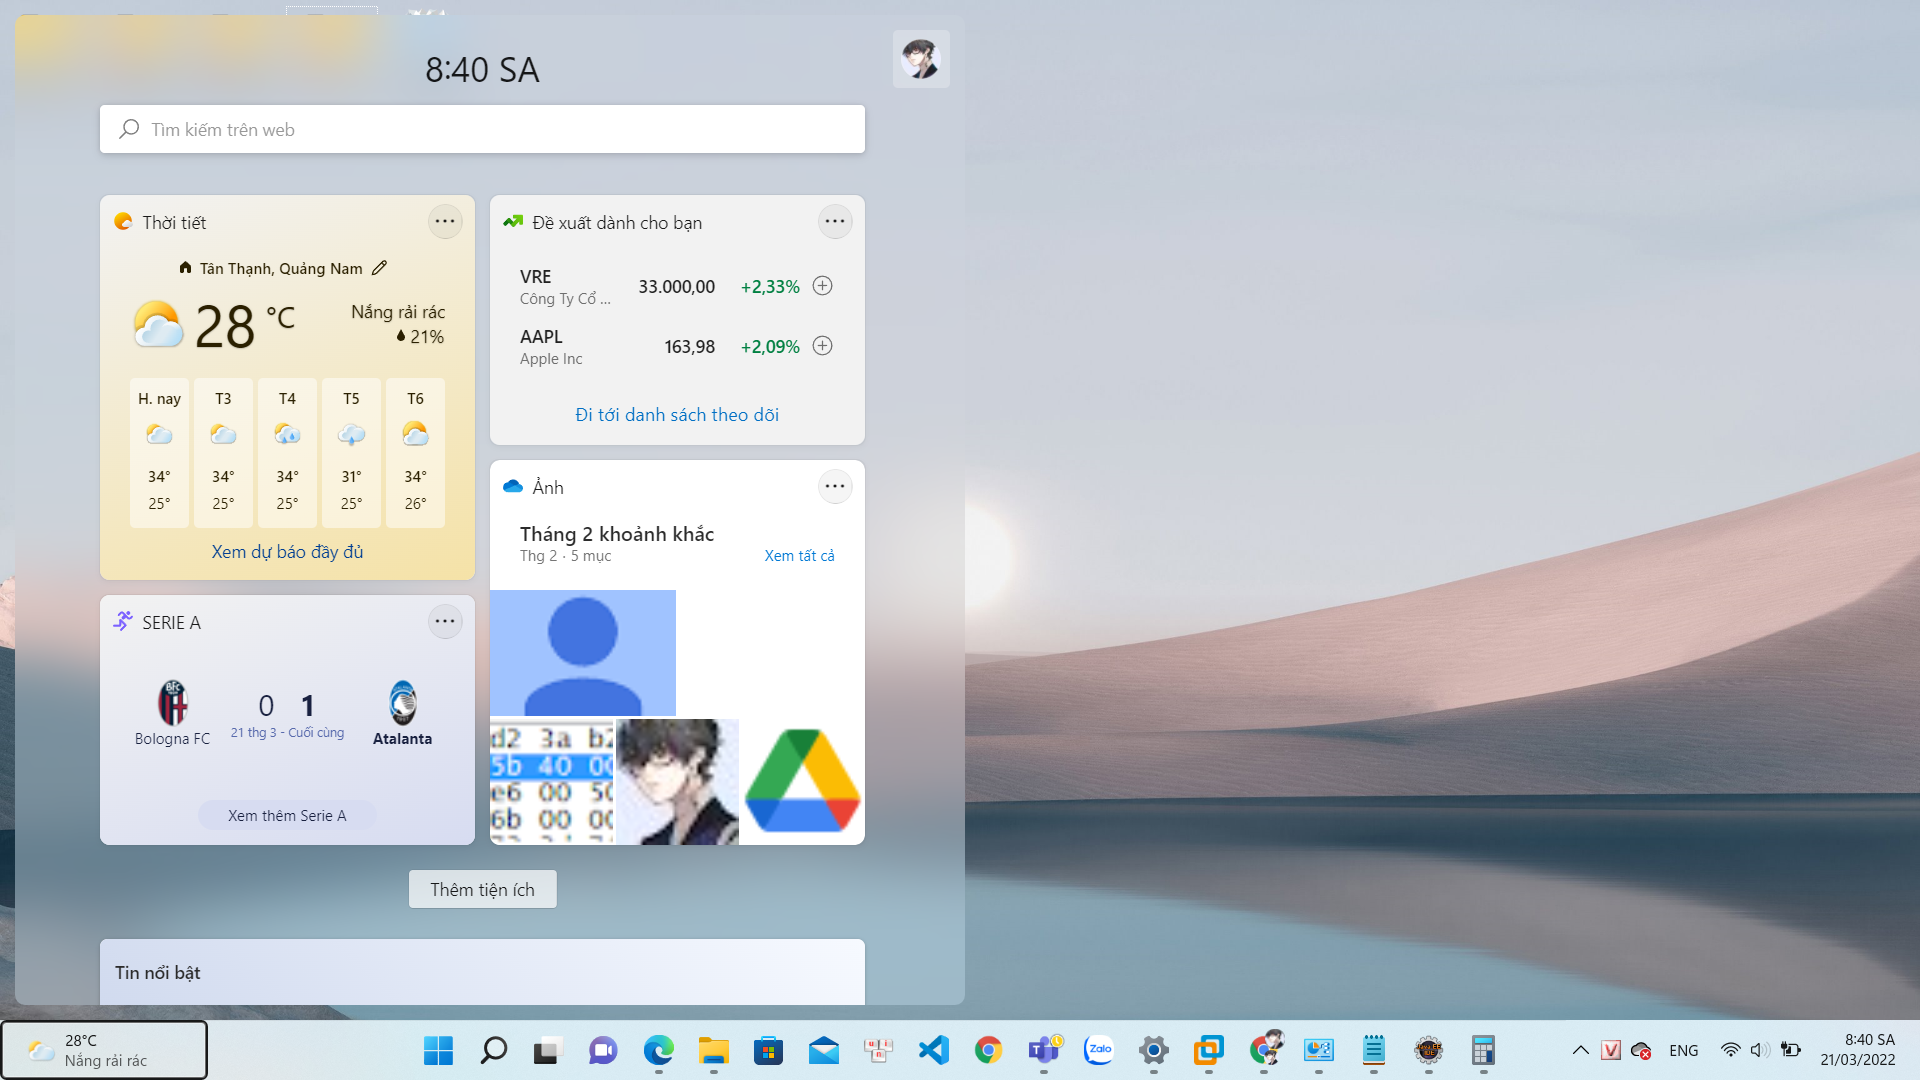 8:40 SA
Tìm kiếm trên web
Thời tiết
Tân Thạnh, Quảng Nam
28 °C
Nắng rải rác
21%
H. nay T3 T4 T5 T6
34° 34° 34° 31° 34°
25° 25° 25° 25° 26°
Xem dự báo đầy đủ
Đề xuất dành cho bạn
VRE 33.000,00 +2,33%
Công Ty Cổ ...
AAPL 163,98 +2,09%
Apple Inc
Đi tới danh sách theo dõi
Ảnh
Tháng 2 khoảnh khắc
Thg 2 · 5 mục
Xem tất cả
d2 3a b2
5b 40 00
e6 00 50
6b 00 00
SERIE A
0 1
21 thg 3 - Cuối cùng
Bologna FC
Atalanta
Xem thêm Serie A
Thêm tiện ích
Tin nổi bật
28°C
Nắng rải rác
Zalo
ENG
8:40 SA
21/03/2022